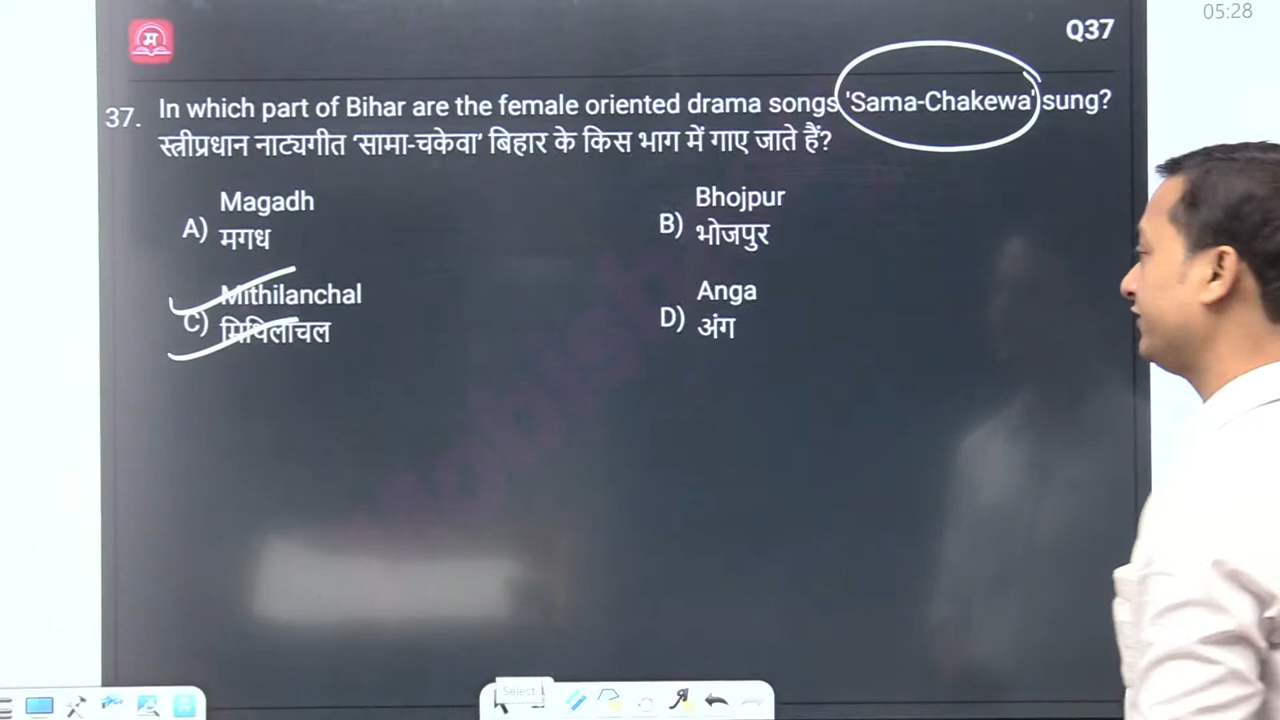 05:28
म
Q37
37. In which part of Bihar are the female oriented drama songs 'Sama-Chakewa' sung?
स्त्रीप्रधान नाट्यगीत ‘सामा-चकेवा’ बिहार के किस भाग में गाए जाते हैं?
A) Magadh
मगध
B) Bhojpur
भोजपुर
C) Mithilanchal
मिथिलांचल
D) Anga
अंग
Select